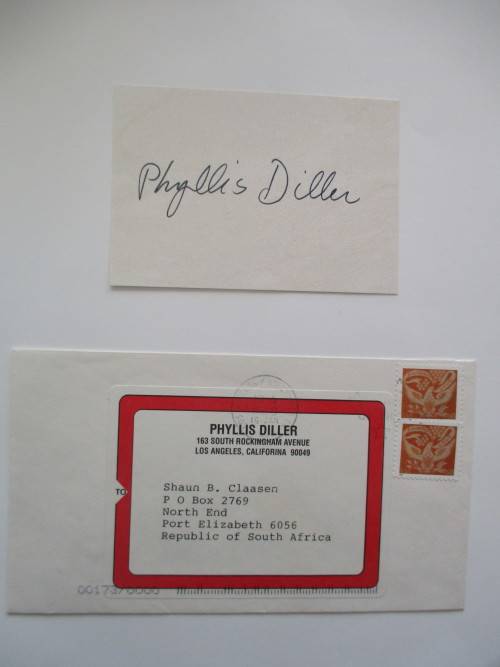 Phyllis Diller
PHYLLIS DILLER
163 SOUTH ROCKINGHAM AVENUE
LOS ANGELES, CALIFORINA 90049
TO
Shaun B. Claasen
P O Box 2769
North End
Port Elizabeth 6056
Republic of South Africa